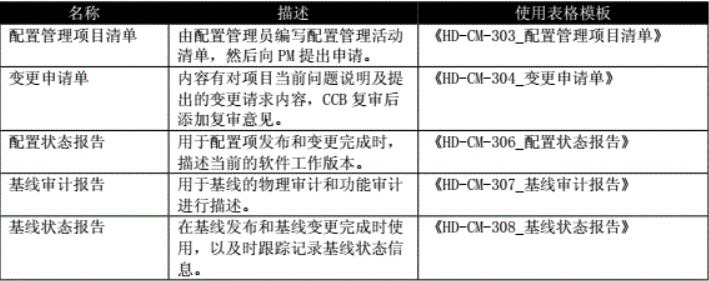 名称 描述 使用表格模板
配置管理项目清单 由配置管理员编写配置管理活动 《HD-CM-303_配置管理项目清单》
清单，然后向 PM 提出申请。
变更申请单 内容有对项目当前问题说明及提 《HD-CM-304_变更申请单》
出的变更请求内容，CCB 复审后
添加复审意见。
配置状态报告 用于配置项发布和变更完成时， 《HD-CM-306_配置状态报告》
描述当前的软件工作版本。
基线审计报告 用于基线的物理审计和功能审计 《HD-CM-307_基线审计报告》
进行描述。
基线状态报告 在基线发布和基线变更完成时使 《HD-CM-308_基线状态报告》
用，以及时跟踪记录基线状态信
息。